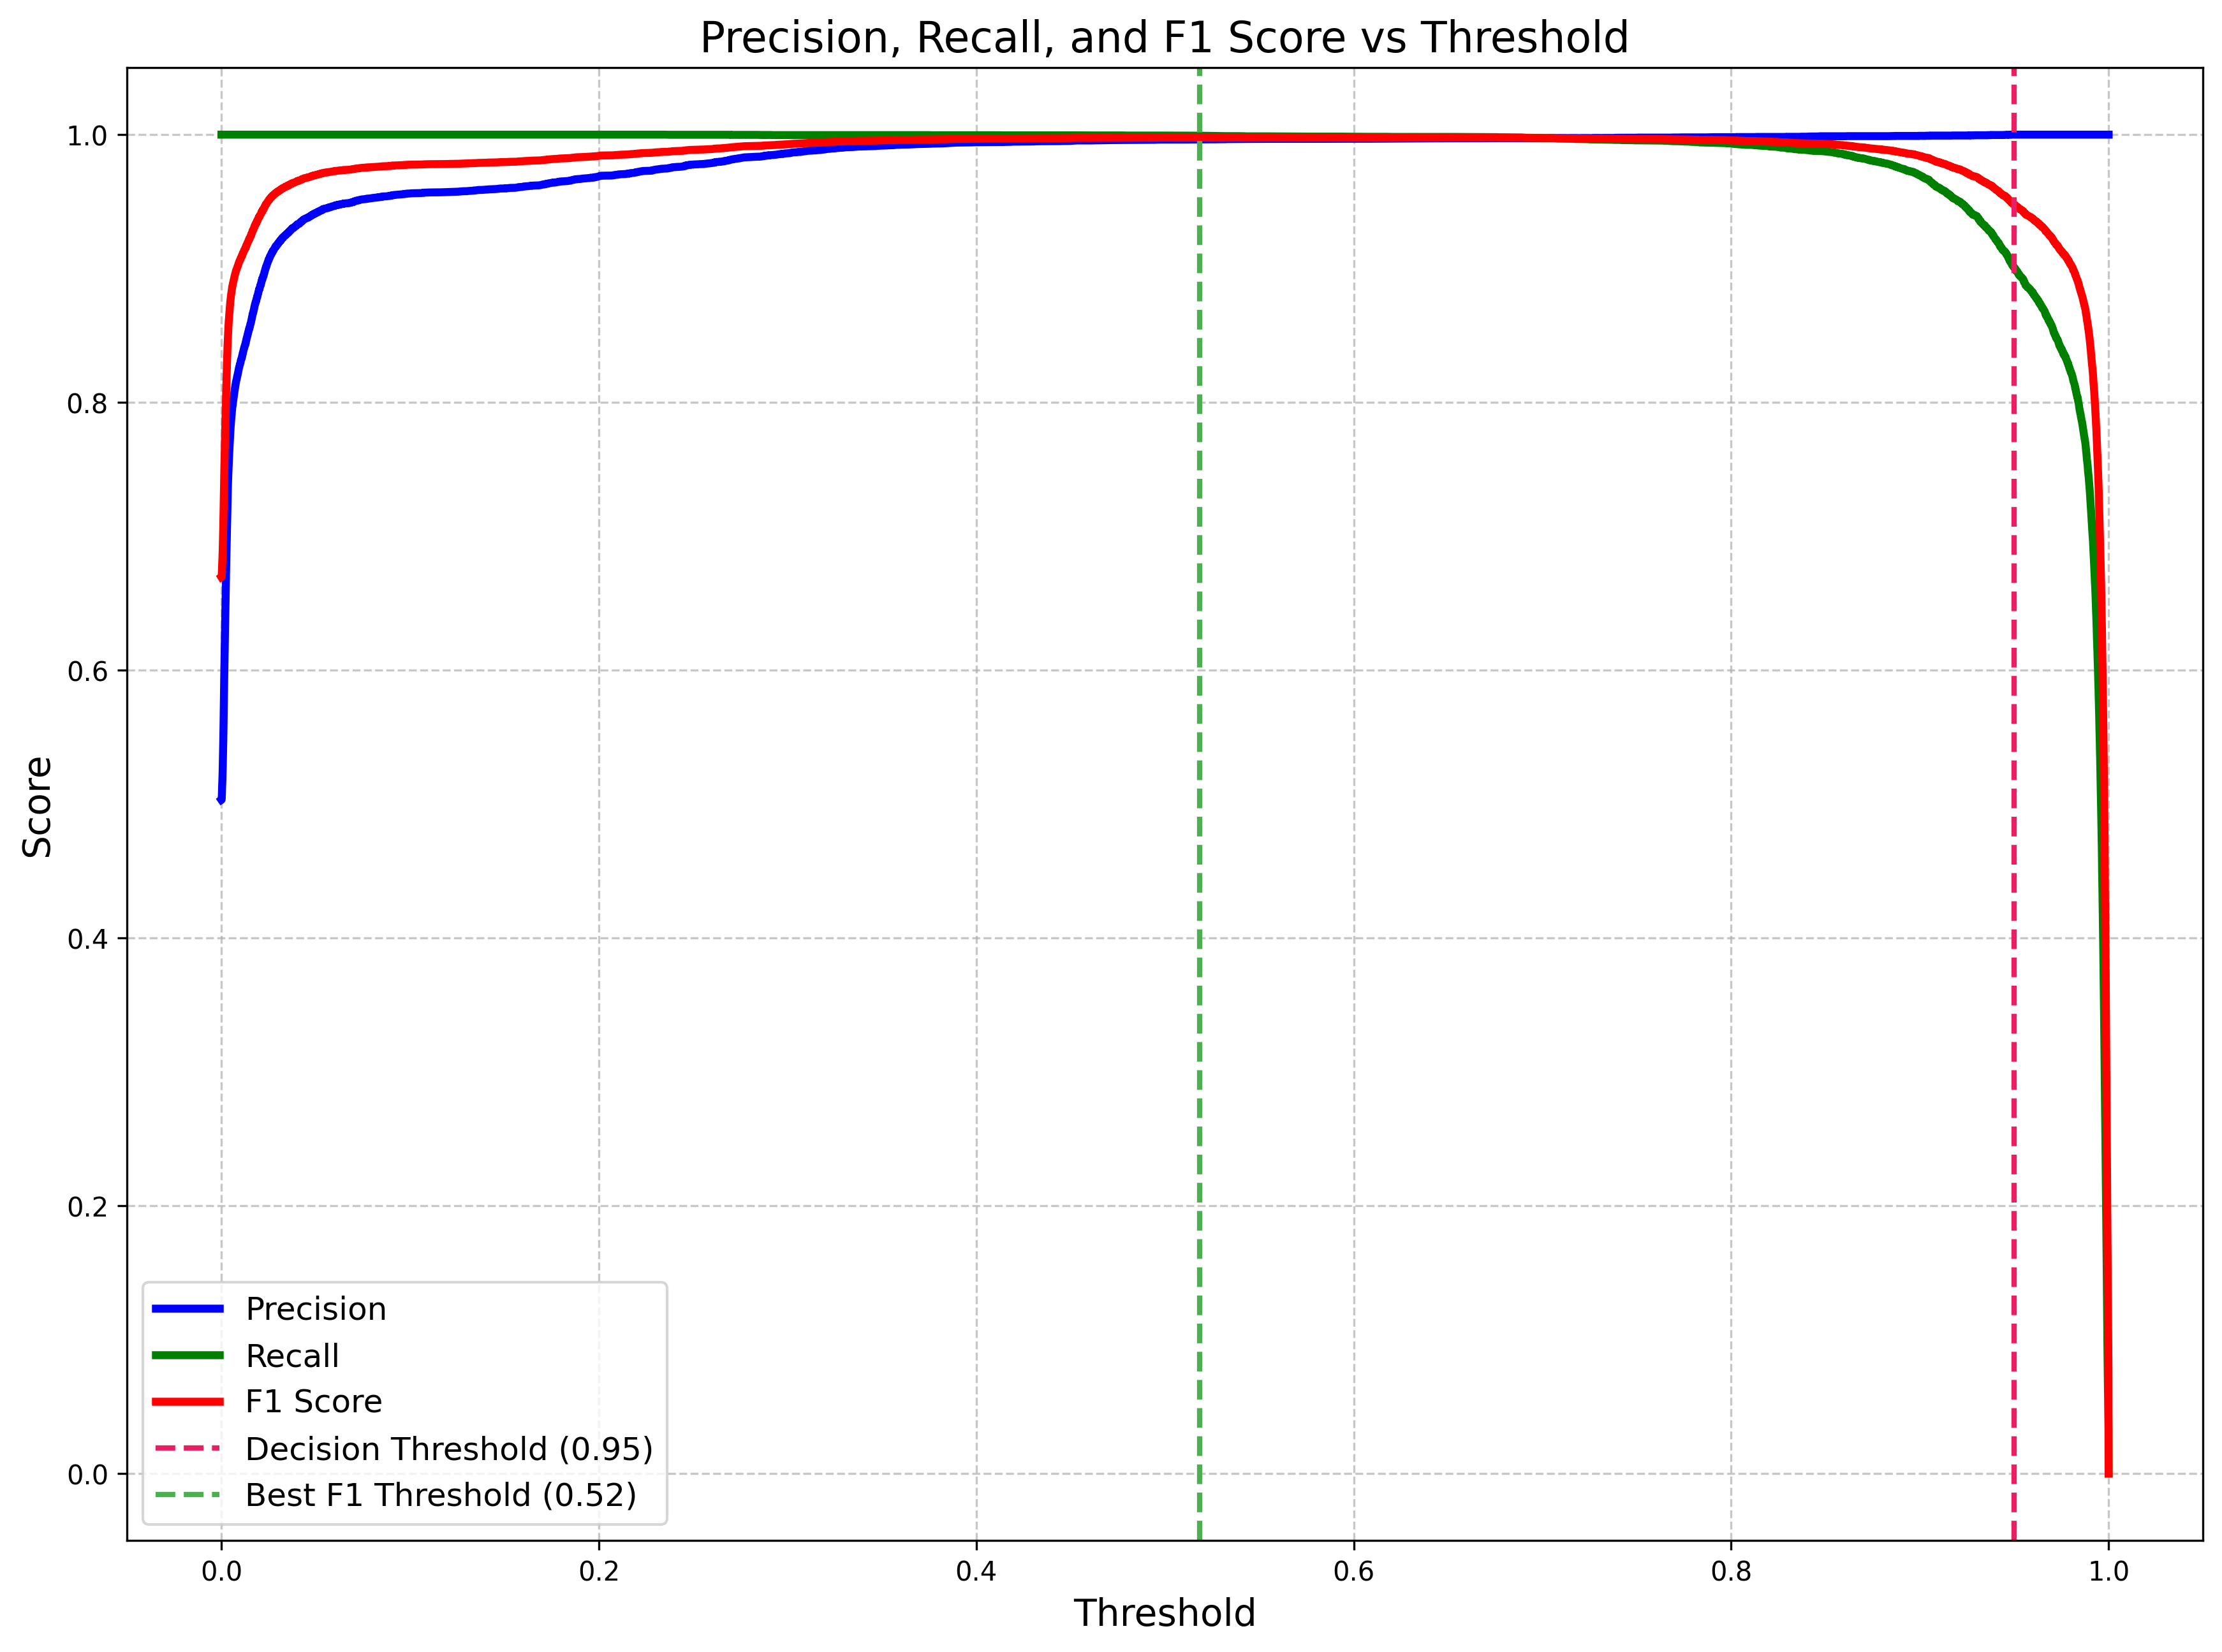 Precision, Recall, and F1 Score vs Threshold
1.0
0.8
0.6
0.4
0.2
0.0
Score
Precision
Recall
F1 Score
Decision Threshold (0.95)
Best F1 Threshold (0.52)
0.0 0.2 0.4 0.6 0.8 1.0
Threshold